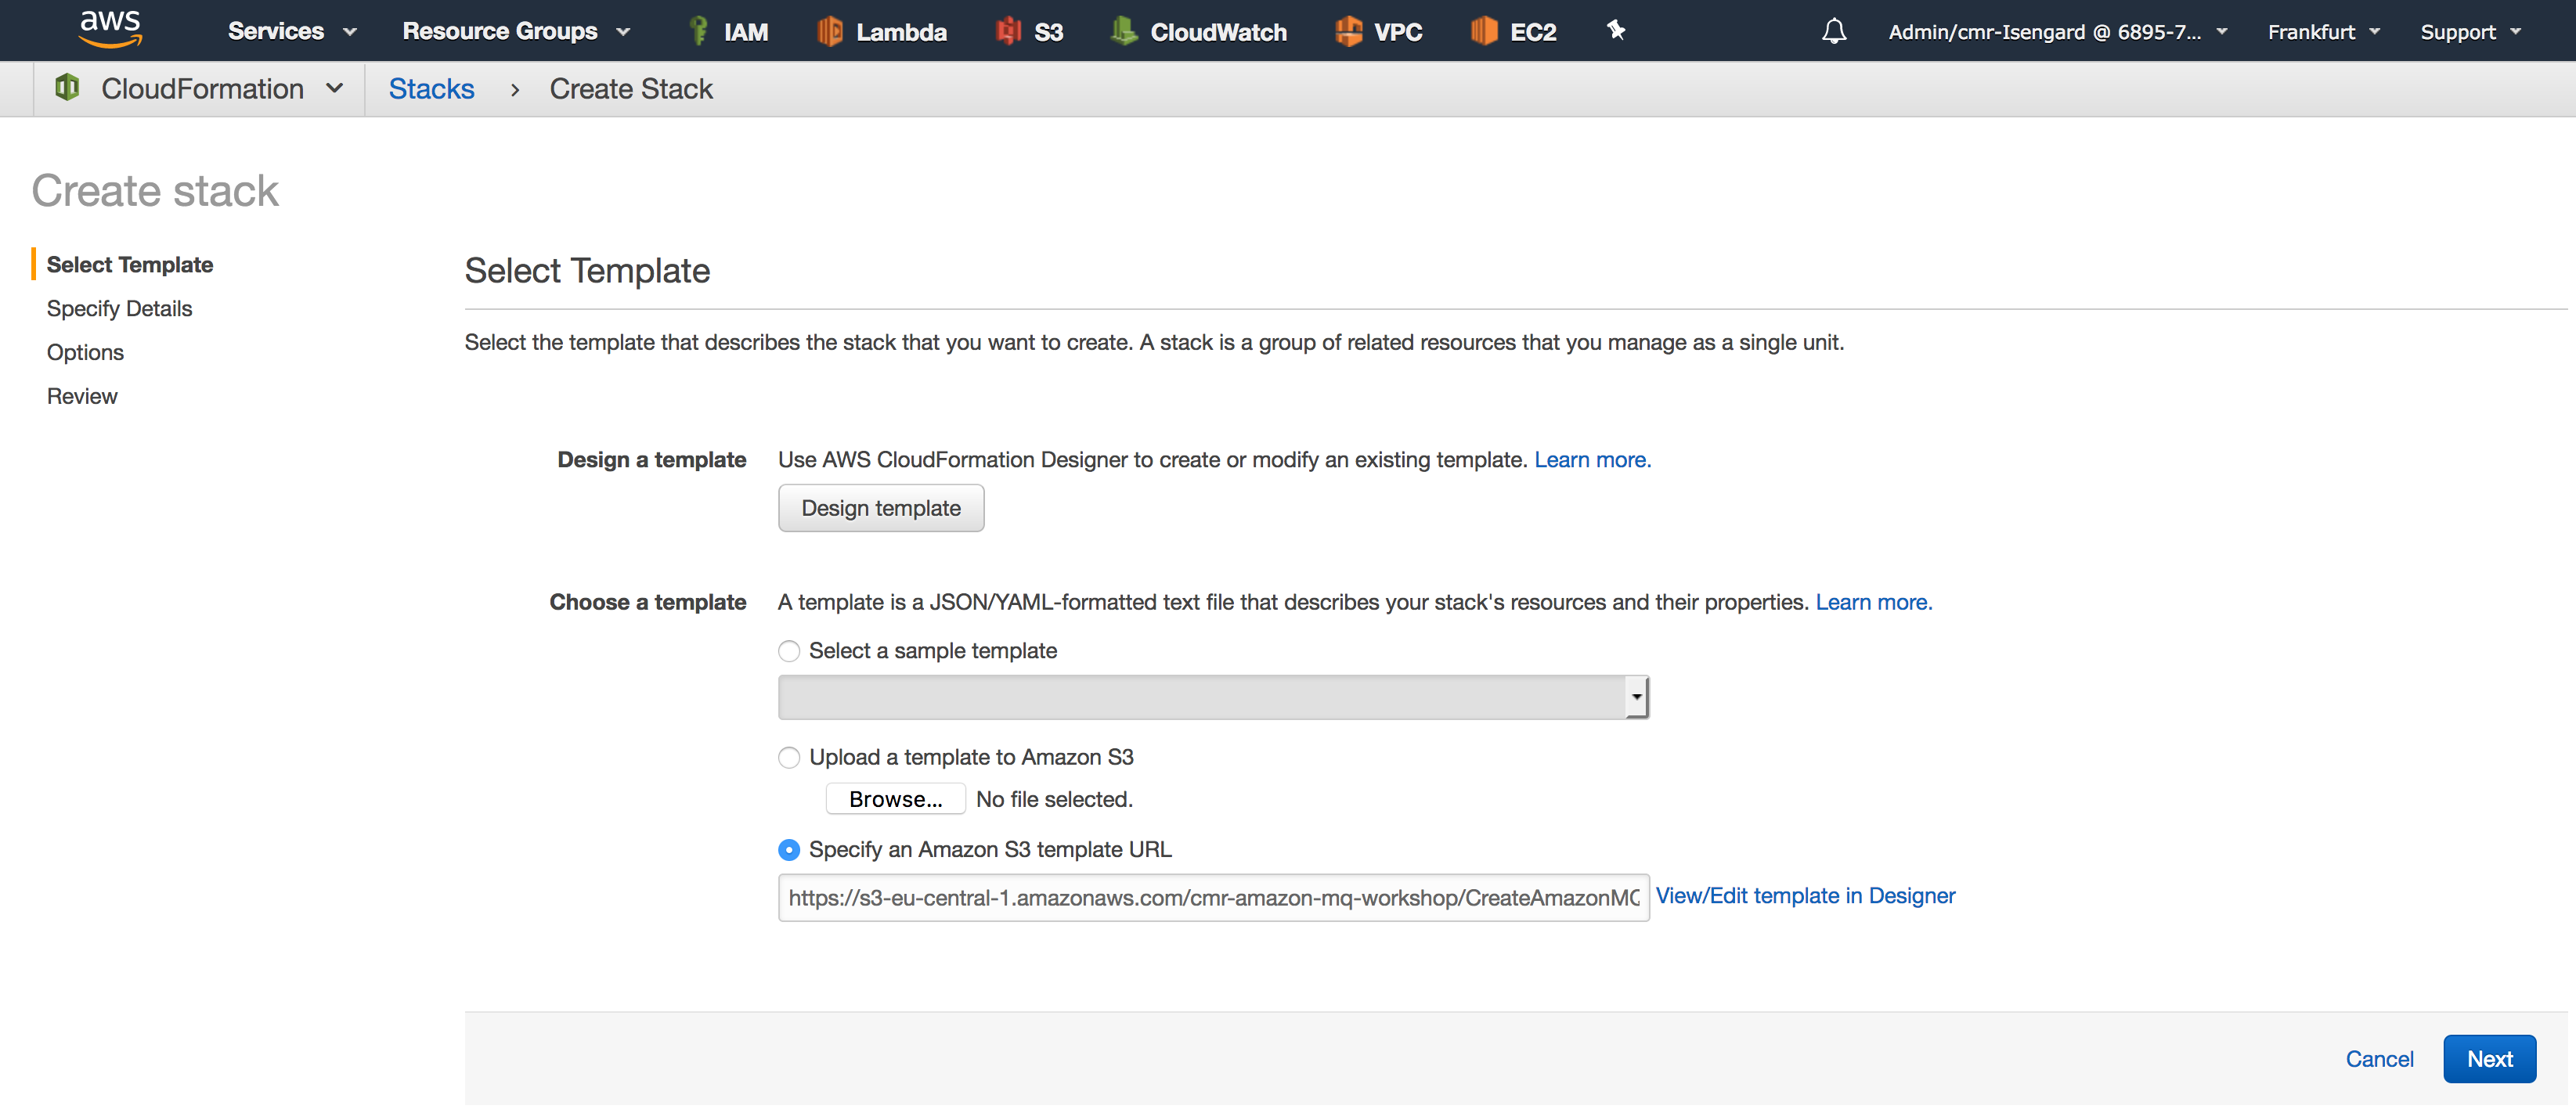 aws Services Resource Groups IAM Lambda S3 CloudWatch VPC EC2 Admin/cmr-Isengard @ 6895-7... Frankfurt Support
CloudFormation Stacks › Create Stack
Create stack
Select Template
Specify Details
Options
Review
Select Template
Select the template that describes the stack that you want to create. A stack is a group of related resources that you manage as a single unit.
Design a template Use AWS CloudFormation Designer to create or modify an existing template. Learn more.
Design template
Choose a template A template is a JSON/YAML-formatted text file that describes your stack's resources and their properties. Learn more.
Select a sample template
Upload a template to Amazon S3
Browse... No file selected.
Specify an Amazon S3 template URL
https://s3-eu-central-1.amazonaws.com/cmr-amazon-mq-workshop/CreateAmazonMQ View/Edit template in Designer
Cancel Next